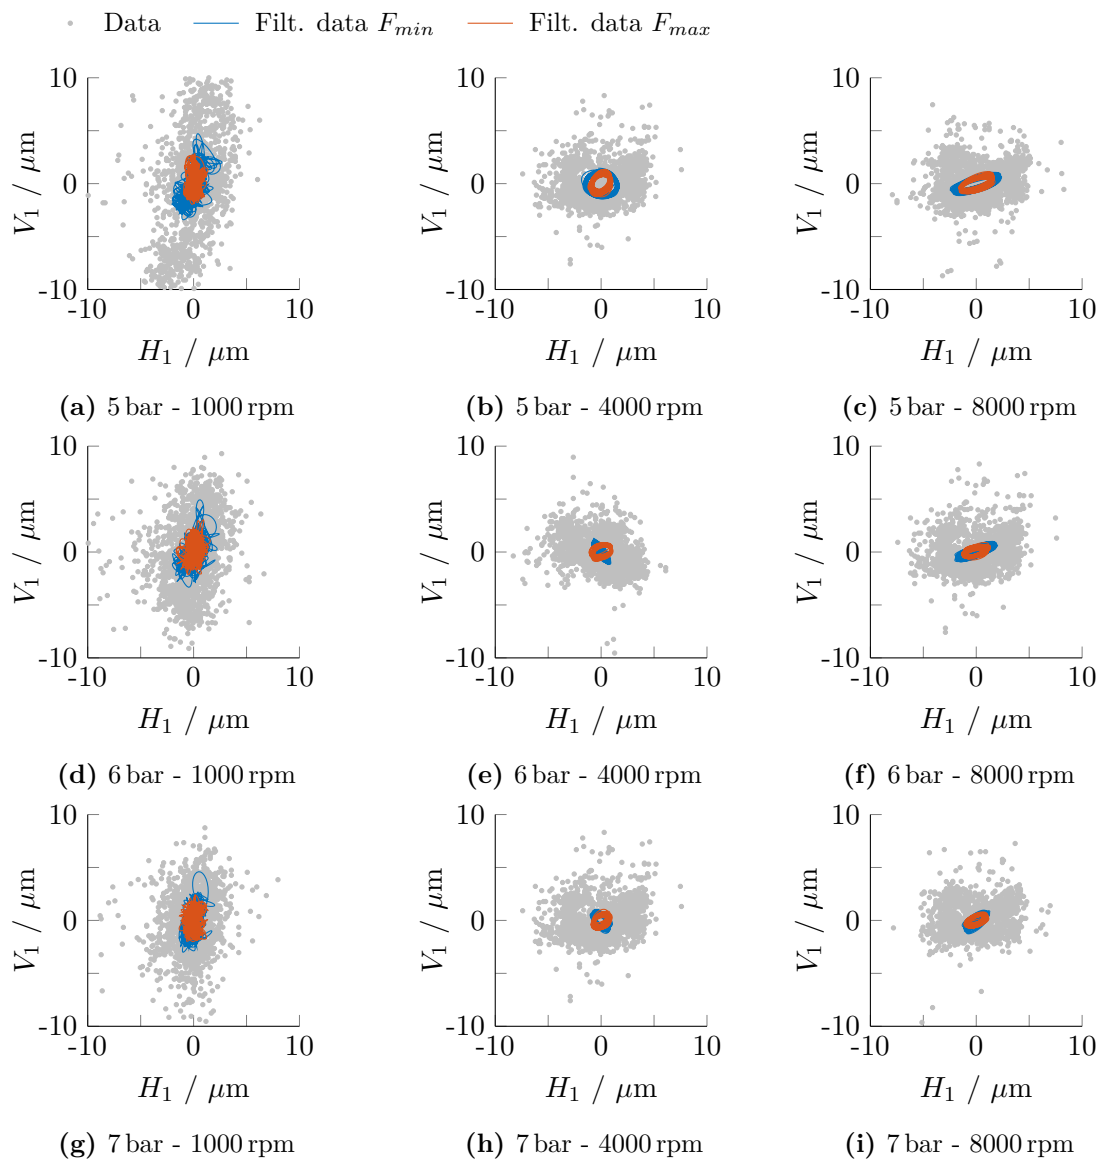 Data Filt. data F_min Filt. data F_max
10 10 10
V_1 / μm V_1 / μm V_1 / μm
0 0 0
-10 -10 -10
-10 0 10 -10 0 10 -10 0 10
H_1 / μm H_1 / μm H_1 / μm
(a) 5 bar - 1000 rpm (b) 5 bar - 4000 rpm (c) 5 bar - 8000 rpm
10 10 10
V_1 / μm V_1 / μm V_1 / μm
0 0 0
-10 -10 -10
-10 0 10 -10 0 10 -10 0 10
H_1 / μm H_1 / μm H_1 / μm
(d) 6 bar - 1000 rpm (e) 6 bar - 4000 rpm (f) 6 bar - 8000 rpm
10 10 10
V_1 / μm V_1 / μm V_1 / μm
0 0 0
-10 -10 -10
-10 0 10 -10 0 10 -10 0 10
H_1 / μm H_1 / μm H_1 / μm
(g) 7 bar - 1000 rpm (h) 7 bar - 4000 rpm (i) 7 bar - 8000 rpm